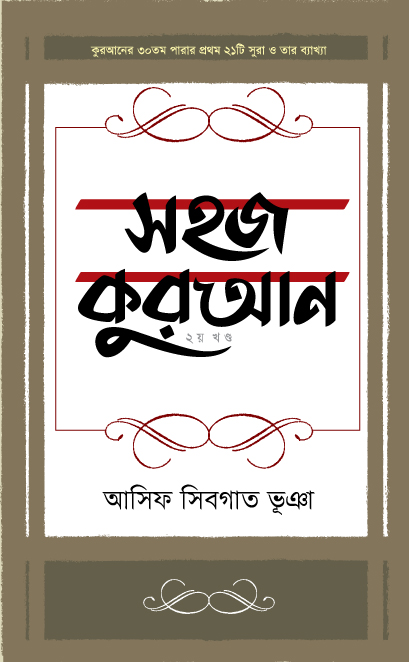 কুরআনের ৩০তম পারার প্রথম ২১টি সুরা ও তার ব্যাখ্যা
সহজ
কুরআন
২য় খণ্ড
আসিফ সিবগাত ভূঞা